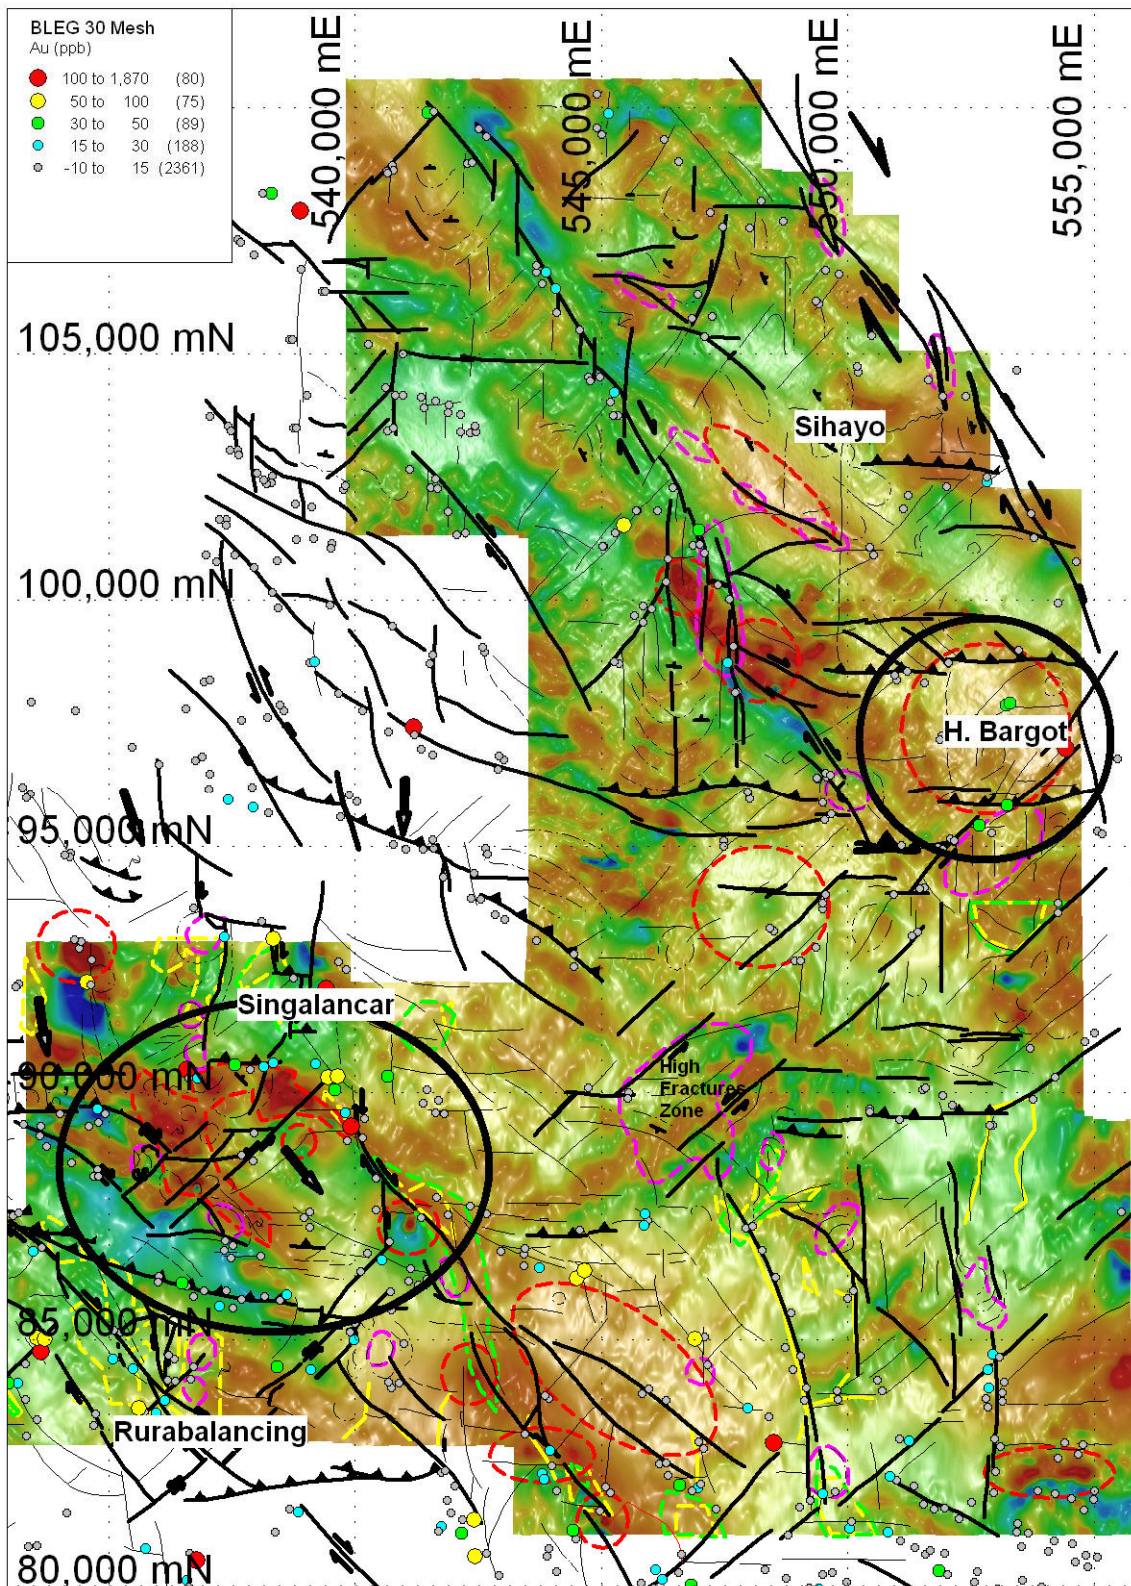 BLEG 30 Mesh
Au (ppb)
100 to 1,870 (80)
50 to 100 (75)
30 to 50 (89)
15 to 30 (188)
-10 to 15 (2361)
540,000 mE
545,000 mE
550,000 mE
555,000 mE
105,000 mN
Sihayo
100,000 mN
H. Bargot
95,000 mN
Singalancar
90,000 mN
High
Fractures
Zone
85,000 mN
Rurabalancing
80,000 mN